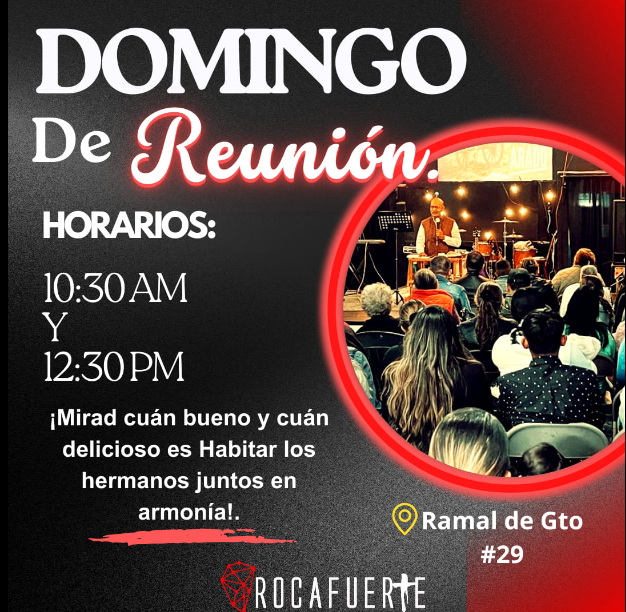 DOMINGO
De Reunión.
HORARIOS:
10:30 AM
Y
12:30 PM
¡Mirad cuán bueno y cuán
delicioso es Habitar los
hermanos juntos en
armonía!.
Ramal de Gto
#29
ROCAFUERTE